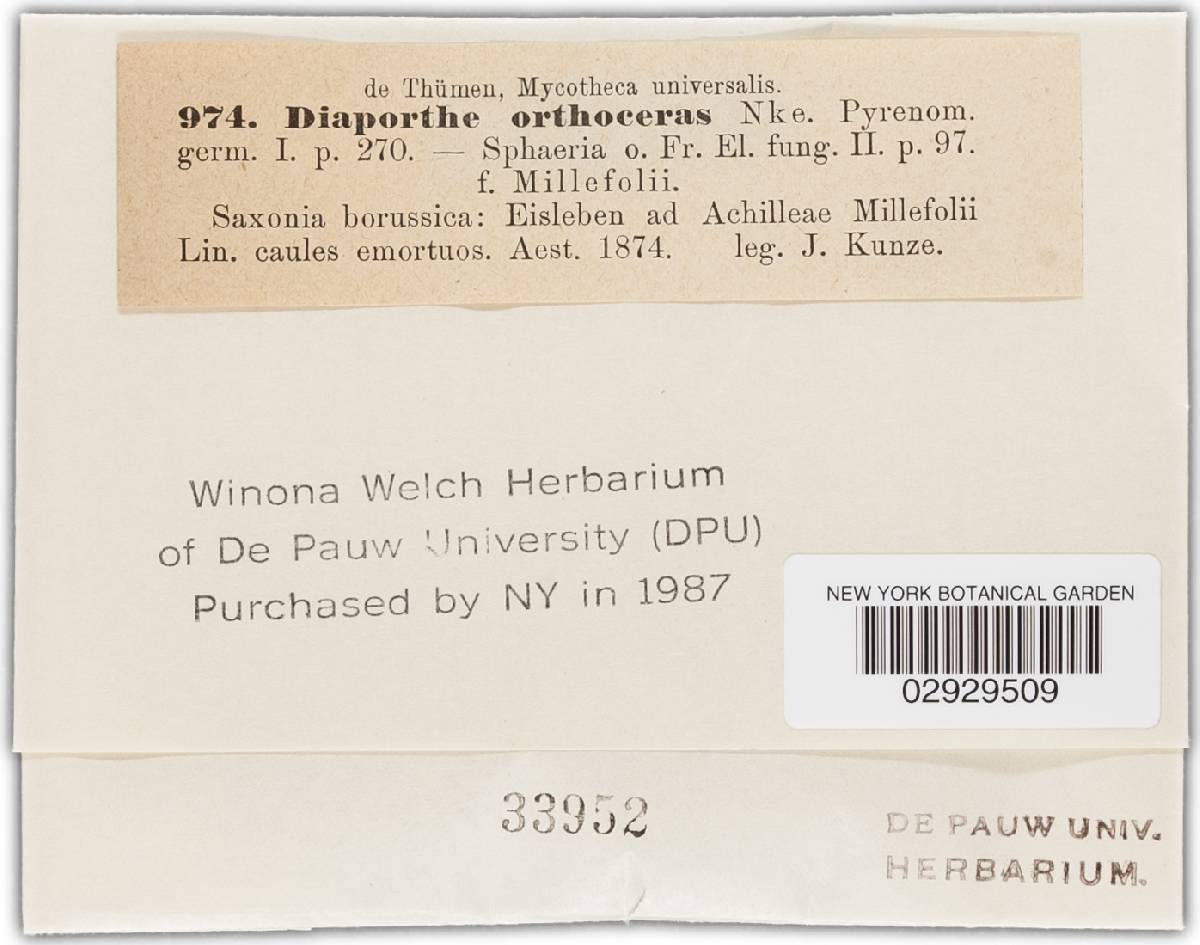 de Thümen, Mycotheca universalis.
974. Diaporthe orthoceras Nke. Pyrenom.
germ. I. p. 270. — Sphaeria o. Fr. El. fung. II. p. 97.
f. Millefolii.
Saxonia borussica: Eisleben ad Achilleae Millefolii
Lin. caules emortuos. Aest. 1874. leg. J. Kunze.
Winona Welch Herbarium
of De Pauw University (DPU)
Purchased by NY in 1987
NEW YORK BOTANICAL GARDEN
02929509
33952
DE PAUW UNIV.
HERBARIUM.